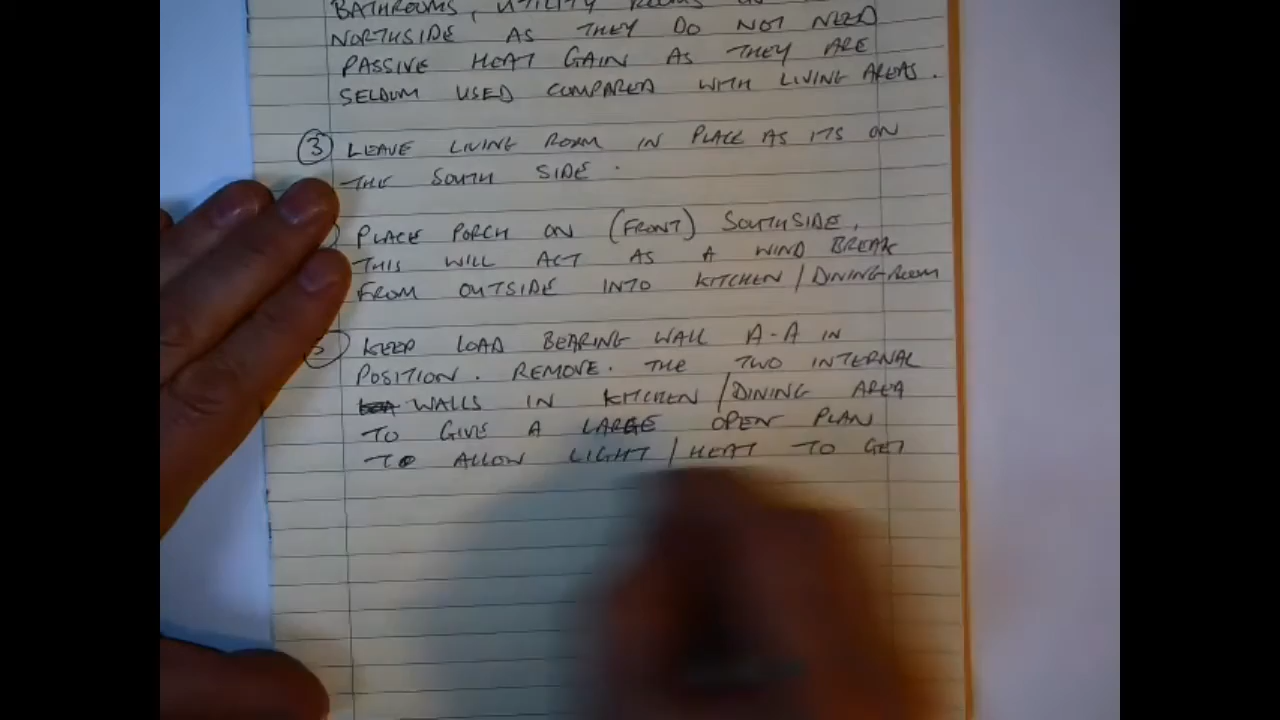 BATHROOMS, UTILITY ROOMS
NORTHSIDE AS THEY DO NOT NEED
PASSIVE HEAT GAIN AS THEY ARE
SELDOM USED COMPARED WITH LIVING AREAS.
③ LEAVE LIVING ROOM IN PLACE AS ITS ON
THE SOUTH SIDE.
PLACE PORCH ON (FRONT) SOUTHSIDE,
THIS WILL ACT AS A WIND BREAK
FROM OUTSIDE INTO KITCHEN / DINING ROOM
KEEP LOAD BEARING WALL A-A IN
POSITION. REMOVE. THE TWO INTERNAL
WALLS IN KITCHEN / DINING AREA
TO GIVE A LARGE OPEN PLAN
TO ALLOW LIGHT / HEAT TO GET